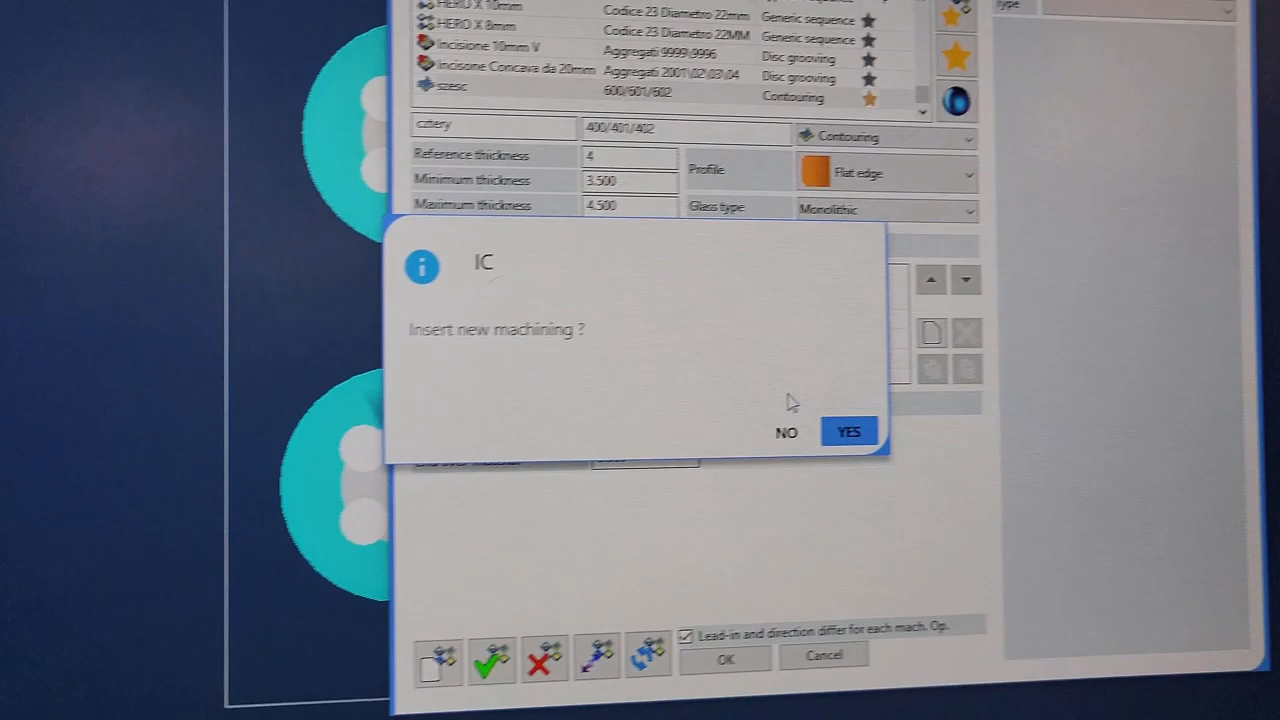 HERO X 10mm Codice 23 Diametro 22mm Generic sequence
HERO X 8mm Codice 23 Diametro 22MM Generic sequence
Incisione 10mm V Aggregati 9999\9996 Disc grooving
Incisone Concava da 20mm Aggregati 2001\02\03\04 Disc grooving
szesc 600/601/602 Contouring
cztery 400/401/402 Contouring
Reference thickness 4 Profile Flat edge
Minimum thickness 3.500
Maximum thickness 4.500 Glass type Monolithic
IC
Insert new machining ?
NO YES
Lead-in and direction differ for each mach. Op.
OK Cancel